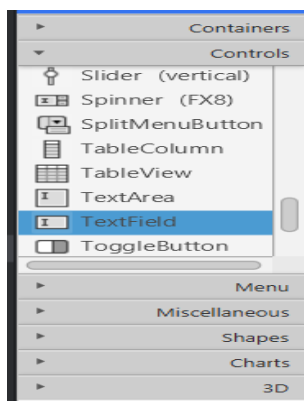 Containers
Controls
Slider (vertical)
Spinner (FX8)
SplitMenuButton
TableColumn
TableView
TextArea
TextField
ToggleButton
Menu
Miscellaneous
Shapes
Charts
3D